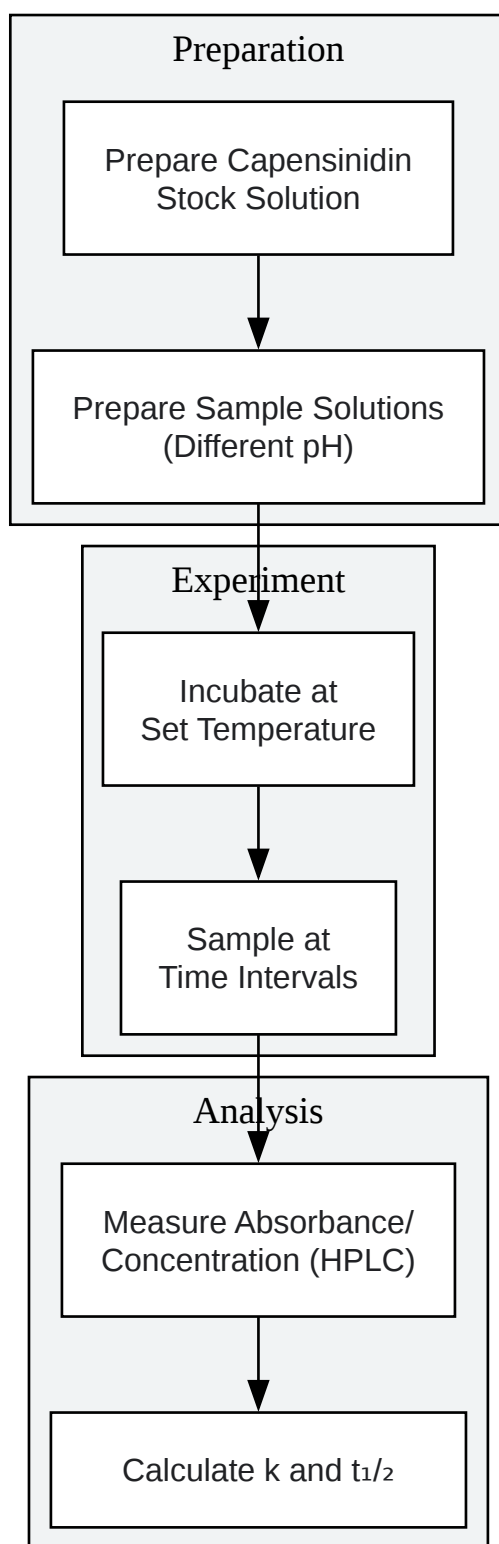 Preparation
Prepare Capensinidin
Stock Solution
Prepare Sample Solutions
(Different pH)
Experiment
Incubate at
Set Temperature
Sample at
Time Intervals
Analysis
Measure Absorbance/
Concentration (HPLC)
Calculate k and t₁/₂